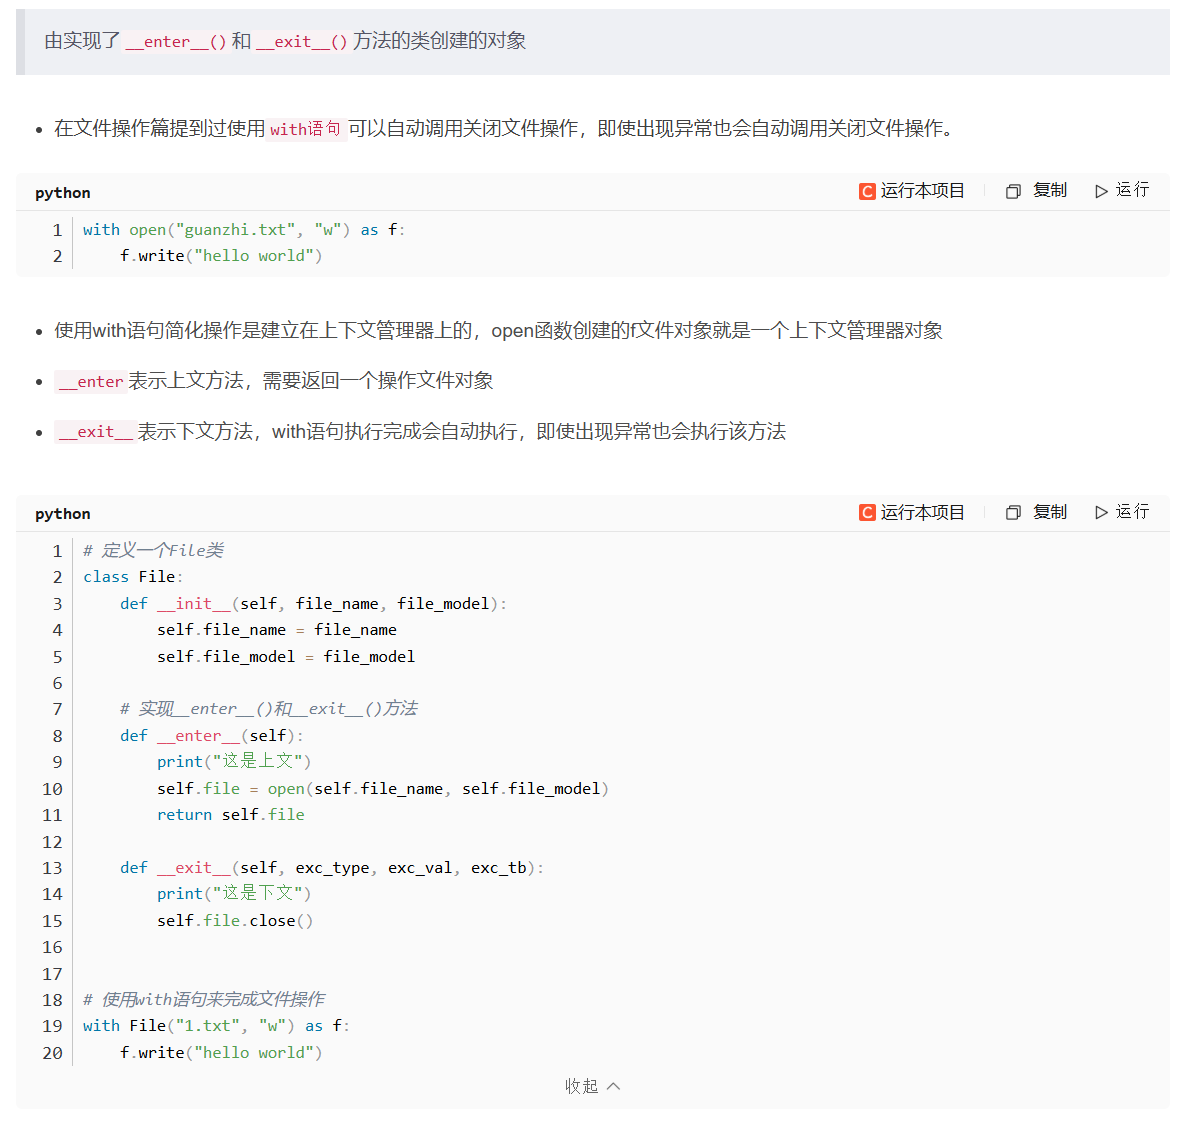 由实现了 __enter__() 和 __exit__() 方法的类创建的对象
在文件操作篇提到过使用 with语句 可以自动调用关闭文件操作，即使出现异常也会自动调用关闭文件操作。
python
运行本项目 复制 运行
1 with open("guanzhi.txt", "w") as f:
2     f.write("hello world")
使用with语句简化操作是建立在上下文管理器上的，open函数创建的f文件对象就是一个上下文管理器对象
__enter 表示上文方法，需要返回一个操作文件对象
__exit__ 表示下文方法，with语句执行完成会自动执行，即使出现异常也会执行该方法
python
运行本项目 复制 运行
1 # 定义一个File类
2 class File:
3     def __init__(self, file_name, file_model):
4         self.file_name = file_name
5         self.file_model = file_model
6
7     # 实现__enter__()和__exit__()方法
8     def __enter__(self):
9         print("这是上文")
10         self.file = open(self.file_name, self.file_model)
11         return self.file
12
13     def __exit__(self, exc_type, exc_val, exc_tb):
14         print("这是下文")
15         self.file.close()
16
17
18 # 使用with语句来完成文件操作
19 with File("1.txt", "w") as f:
20     f.write("hello world")
收起